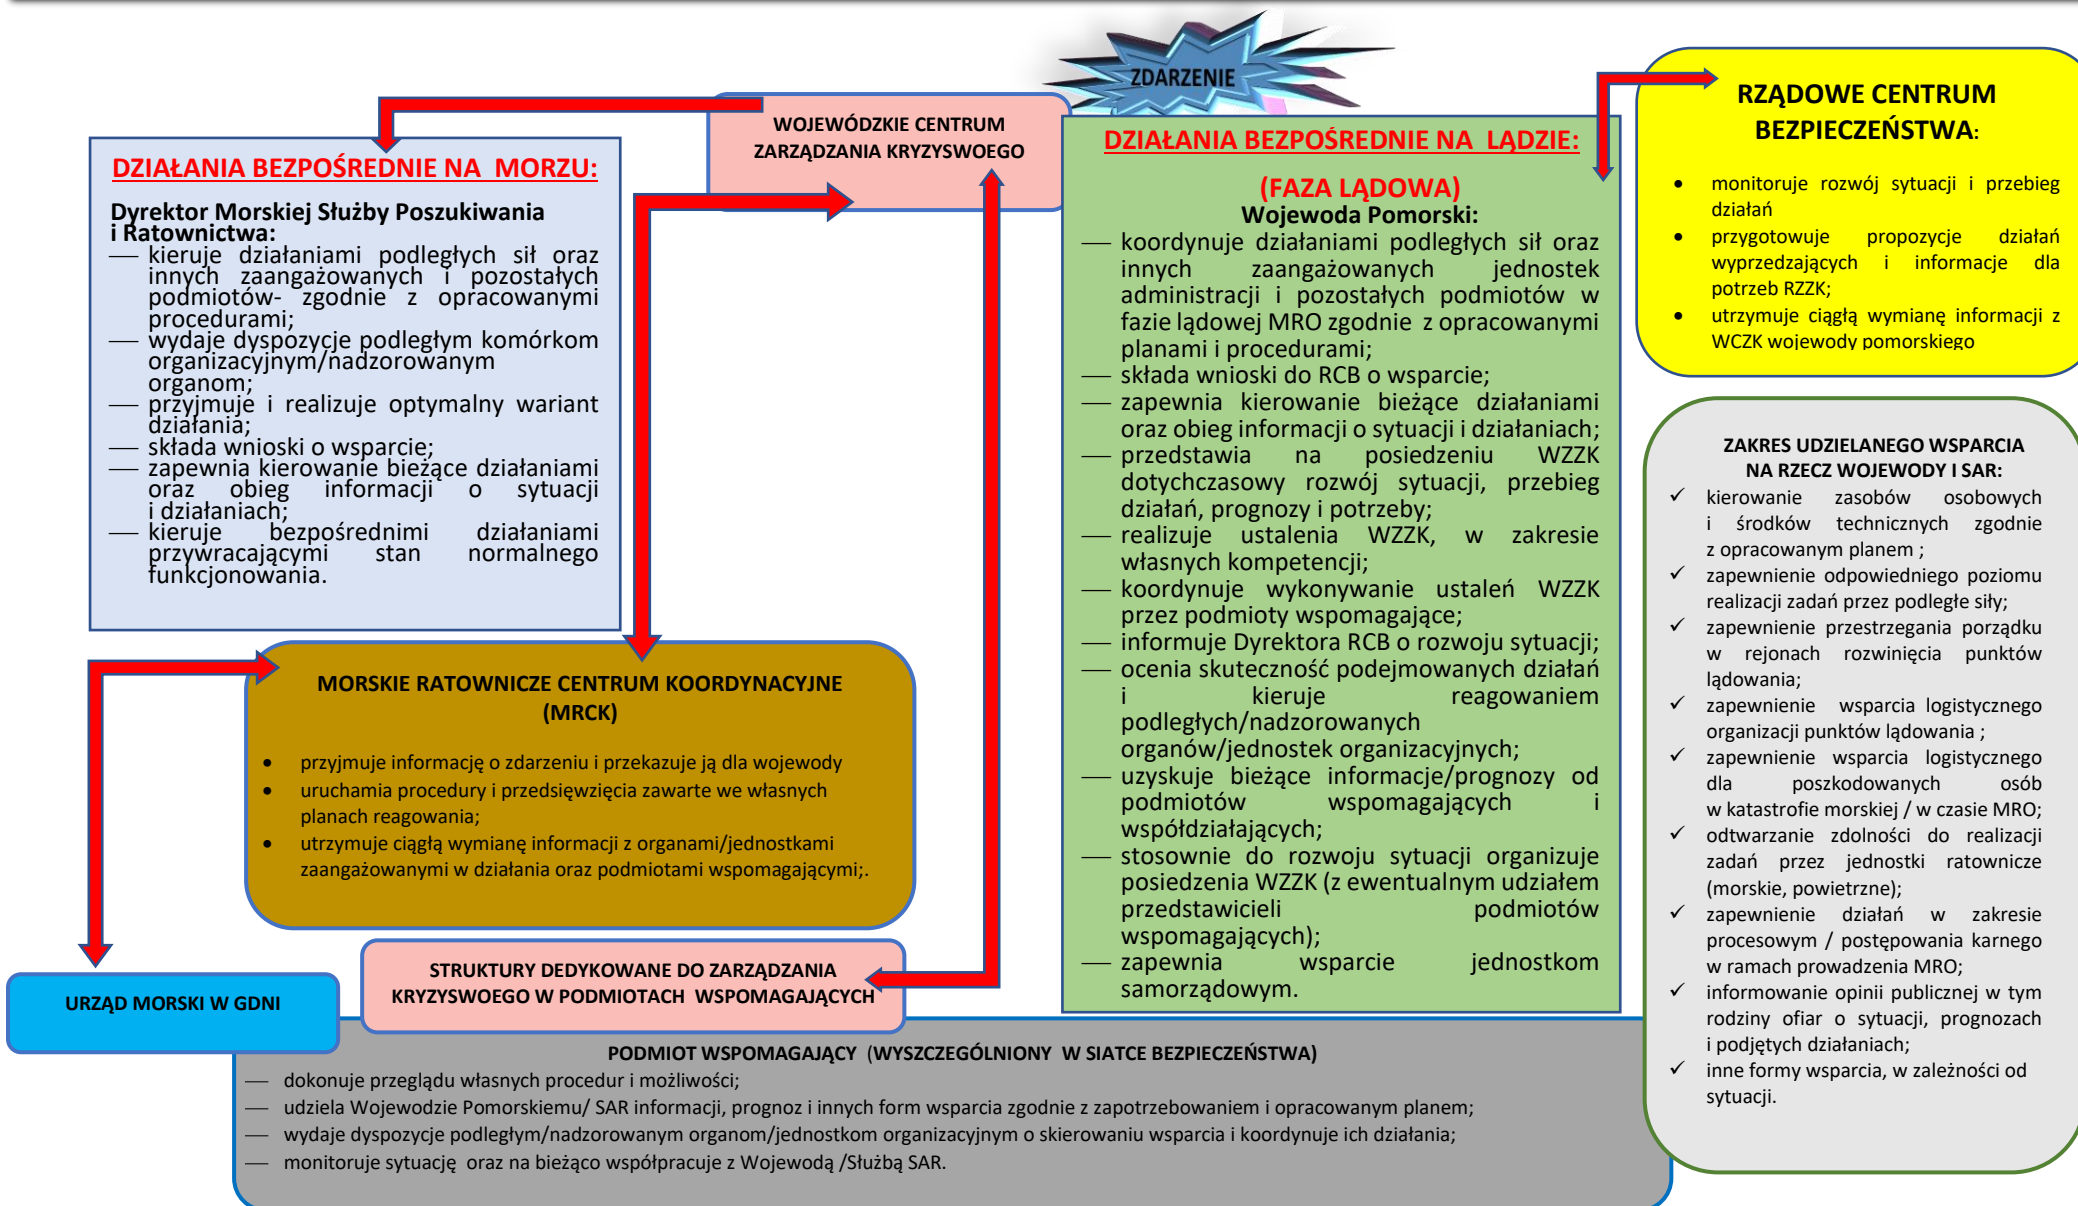 ZDARZENIE
WOJEWÓDZKIE CENTRUM
ZARZĄDZANIA KRYZYSWOEGO
DZIAŁANIA BEZPOŚREDNIE NA MORZU:
Dyrektor Morskiej Służby Poszukiwania
i Ratownictwa:
— kieruje działaniami podległych sił oraz
innych zaangażowanych i pozostałych
podmiotów- zgodnie z opracowanymi
procedurami;
— wydaje dyspozycje podległym komórkom
organizacyjnym/nadzorowanym
organom;
— przyjmuje i realizuje optymalny wariant
działania;
— składa wnioski o wsparcie;
— zapewnia kierowanie bieżące działaniami
oraz obieg informacji o sytuacji
i działaniach;
— kieruje bezpośrednimi działaniami
przywracającymi stan normalnego
funkcjonowania.
DZIAŁANIA BEZPOŚREDNIE NA LĄDZIE:
(FAZA LĄDOWA)
Wojewoda Pomorski:
— koordynuje działaniami podległych sił oraz
innych zaangażowanych jednostek
administracji i pozostałych podmiotów w
fazie lądowej MRO zgodnie z opracowanymi
planami i procedurami;
— składa wnioski do RCB o wsparcie;
— zapewnia kierowanie bieżące działaniami
oraz obieg informacji o sytuacji i działaniach;
— przedstawia na posiedzeniu WZZK
dotychczasowy rozwój sytuacji, przebieg
działań, prognozy i potrzeby;
— realizuje ustalenia WZZK, w zakresie
własnych kompetencji;
— koordynuje wykonywanie ustaleń WZZK
przez podmioty wspomagające;
— informuje Dyrektora RCB o rozwoju sytuacji;
— ocenia skuteczność podejmowanych działań
i kieruje reagowaniem
podległych/nadzorowanych
organów/jednostek organizacyjnych;
— uzyskuje bieżące informacje/prognozy od
podmiotów wspomagających i
współdziałających;
— stosownie do rozwoju sytuacji organizuje
posiedzenia WZZK (z ewentualnym udziałem
przedstawicieli podmiotów
wspomagających);
— zapewnia wsparcie jednostkom
samorządowym.
RZĄDOWE CENTRUM
BEZPIECZEŃSTWA:
• monitoruje rozwój sytuacji i przebieg
działań
• przygotowuje propozycje działań
wyprzedzających i informacje dla
potrzeb RZZK;
• utrzymuje ciągłą wymianę informacji z
WCZK wojewody pomorskiego
ZAKRES UDZIELANEGO WSPARCIA
NA RZECZ WOJEWODY I SAR:
✓ kierowanie zasobów osobowych
i środków technicznych zgodnie
z opracowanym planem ;
✓ zapewnienie odpowiedniego poziomu
realizacji zadań przez podległe siły;
✓ zapewnienie przestrzegania porządku
w rejonach rozwinięcia punktów
lądowania;
✓ zapewnienie wsparcia logistycznego
organizacji punktów lądowania ;
✓ zapewnienie wsparcia logistycznego
dla poszkodowanych osób
w katastrofie morskiej / w czasie MRO;
✓ odtwarzanie zdolności do realizacji
zadań przez jednostki ratownicze
(morskie, powietrzne);
✓ zapewnienie działań w zakresie
procesowym / postępowania karnego
w ramach prowadzenia MRO;
✓ informowanie opinii publicznej w tym
rodziny ofiar o sytuacji, prognozach
i podjętych działaniach;
✓ inne formy wsparcia, w zależności od
sytuacji.
MORSKIE RATOWNICZE CENTRUM KOORDYNACYJNE
(MRCK)
• przyjmuje informację o zdarzeniu i przekazuje ją dla wojewody
• uruchamia procedury i przedsięwzięcia zawarte we własnych
planach reagowania;
• utrzymuje ciągłą wymianę informacji z organami/jednostkami
zaangażowanymi w działania oraz podmiotami wspomagającymi;.
STRUKTURY DEDYKOWANE DO ZARZĄDZANIA
KRYZYSWOEGO W PODMIOTACH WSPOMAGAJĄCYCH
URZĄD MORSKI W GDNI
PODMIOT WSPOMAGAJĄCY (WYSZCZEGÓLNIONY W SIATCE BEZPIECZEŃSTWA)
— dokonuje przeglądu własnych procedur i możliwości;
— udziela Wojewodzie Pomorskiemu/ SAR informacji, prognoz i innych form wsparcia zgodnie z zapotrzebowaniem i opracowanym planem;
— wydaje dyspozycje podległym/nadzorowanym organom/jednostkom organizacyjnym o skierowaniu wsparcia i koordynuje ich działania;
— monitoruje sytuację oraz na bieżąco współpracuje z Wojewodą /Służbą SAR.